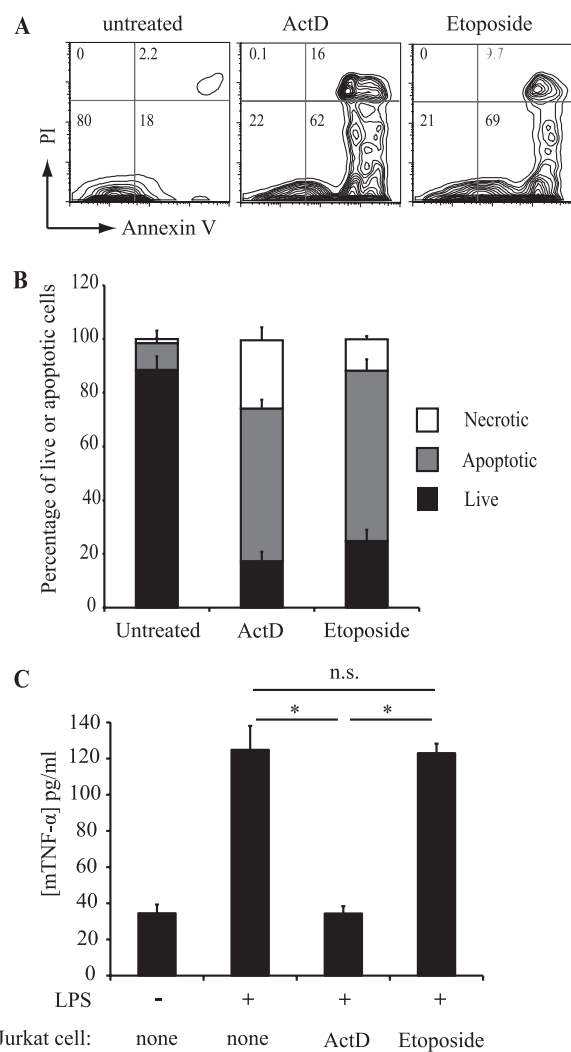 A untreated ActD Etoposide
0 2.2 0.1 16 0 9.7
80 18 22 62 21 69
PI
Annexin V
B
Percentage of live or apoptotic cells
120
100
80
60
40
20
0
Necrotic
Apoptotic
Live
Untreated ActD Etoposide
C
n.s.
* *
[mTNF-α] pg/ml
140
120
100
80
60
40
20
0
LPS - + + +
Jurkat cell: none none ActD Etoposide